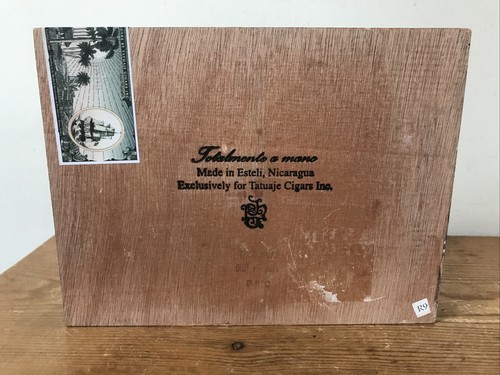 Totalmente a mano
Made in Esteli, Nicaragua
Exclusively for Tatuaje Cigars Inc.
R9